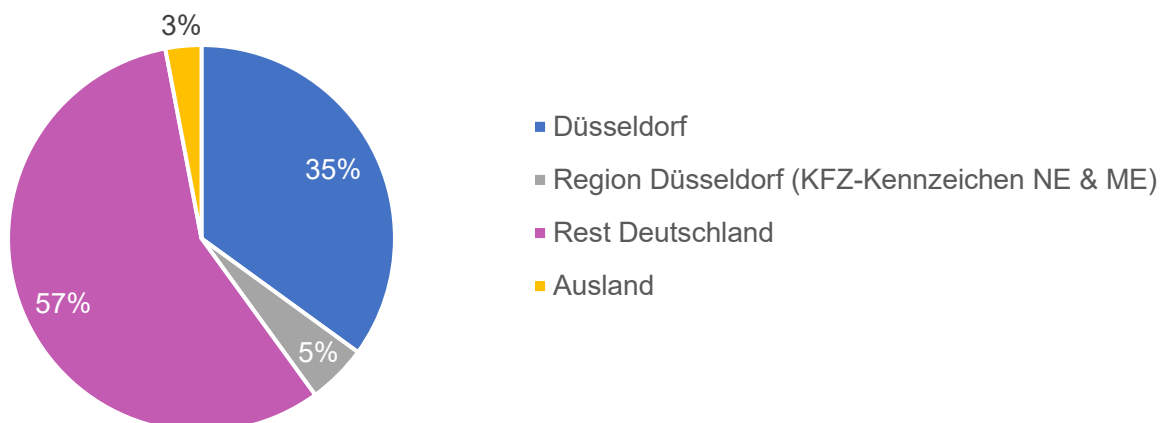 3%
35%
57%
5%
Düsseldorf
Region Düsseldorf (KFZ-Kennzeichen NE & ME)
Rest Deutschland
Ausland